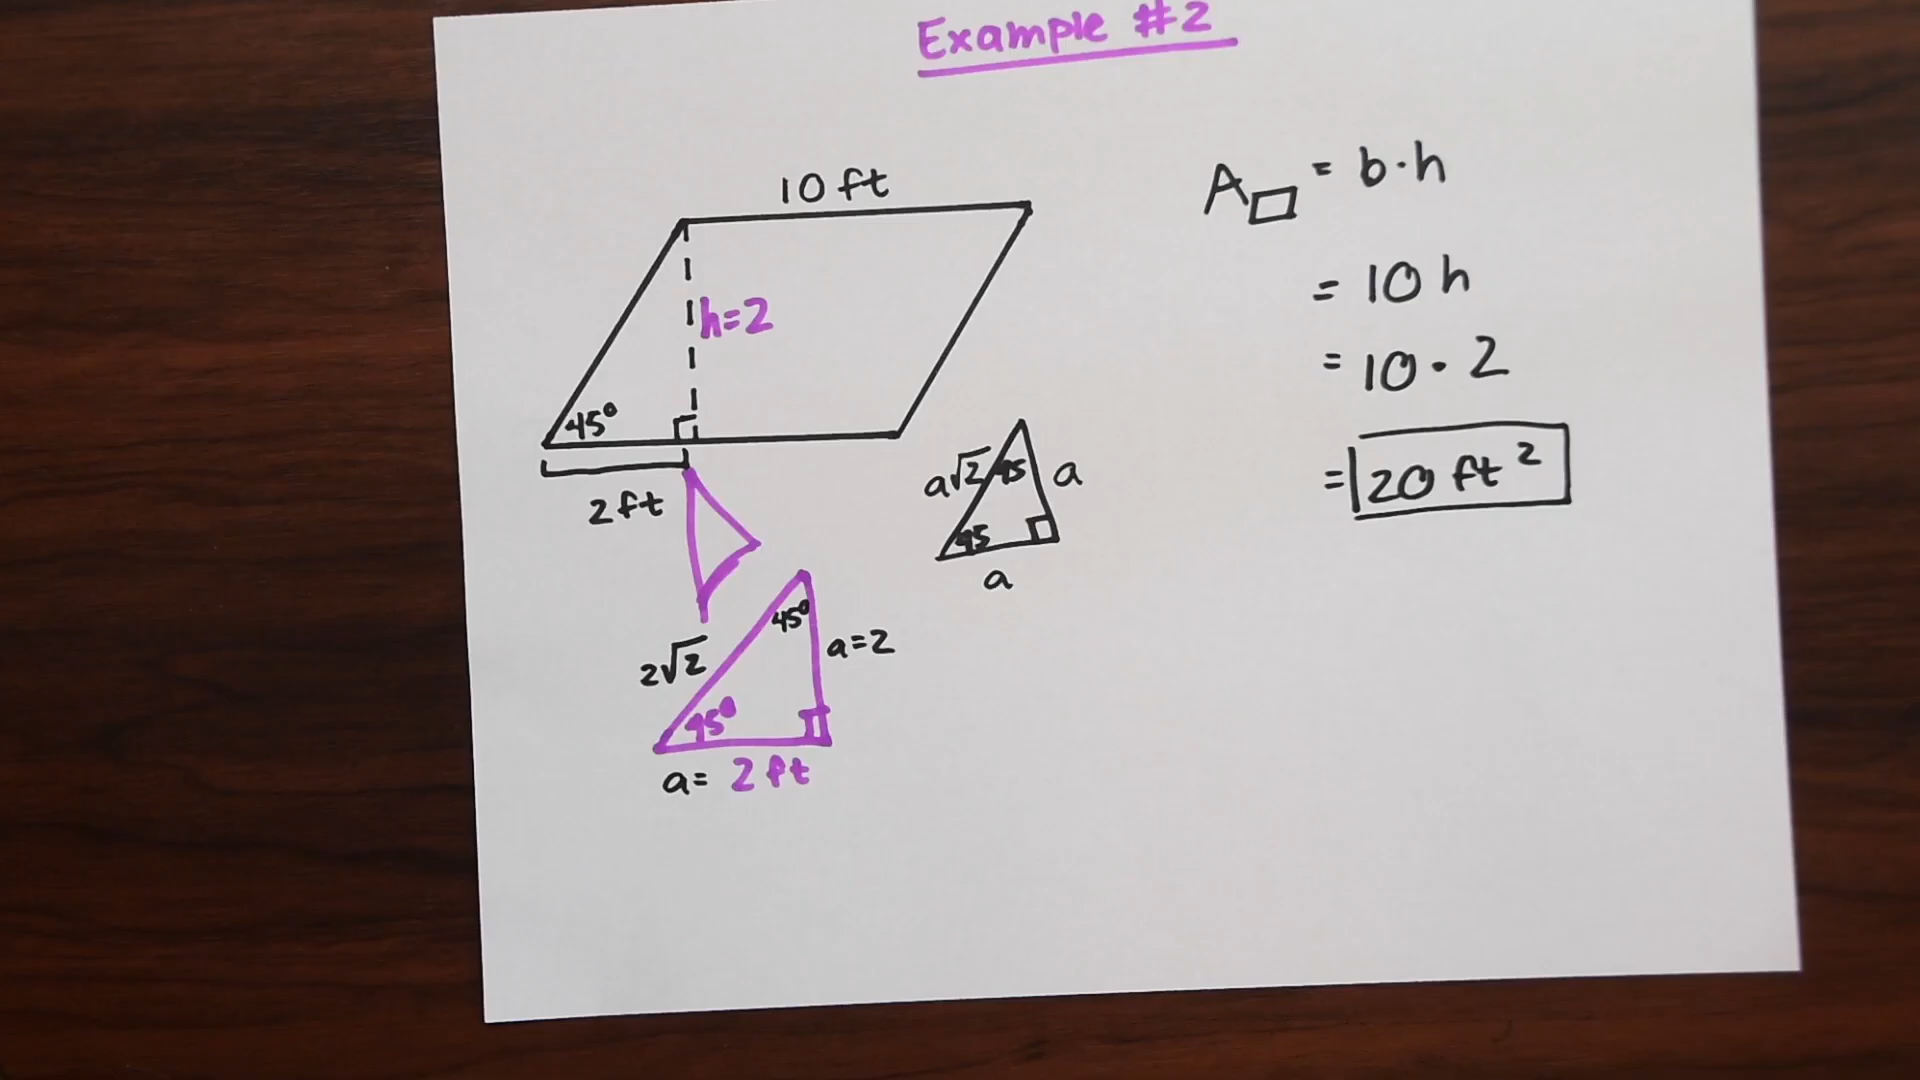 Example #2
10 ft
h=2
45°
2 ft
A▱ = b·h
= 10 h
= 10 · 2
= 20 ft²
a√2
45
a
45
a
45°
2√2
a=2
45°
a= 2 ft